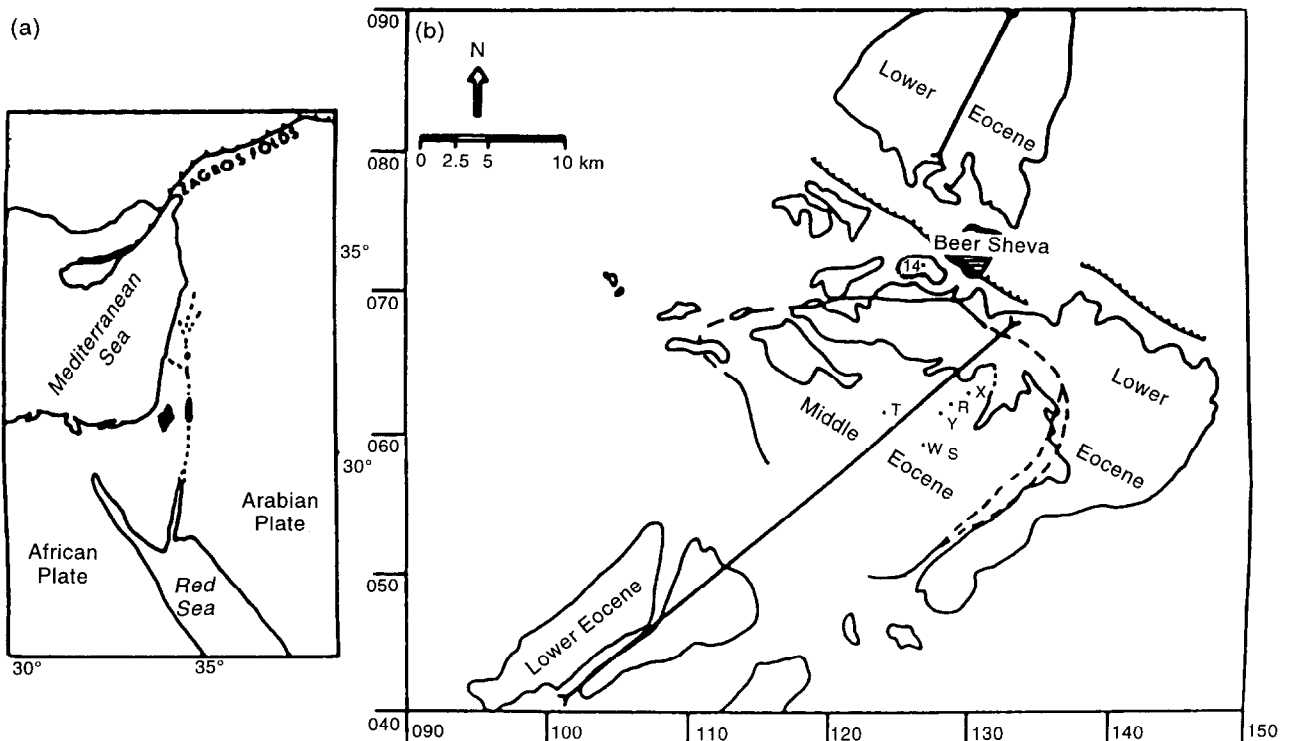 (a)
ZAGROS FOLDS
35°
Mediterranean
Sea
30°
Arabian
Plate
African
Plate
Red
Sea
30°
35°
(b)
090
N
0 2.5 5 10 km
080
Lower
Eocene
Beer Sheva
14
070
Lower
Eocene
Middle
Eocene
T
X
R
Y
W S
060
050
Lower Eocene
040
090
100
110
120
130
140
150